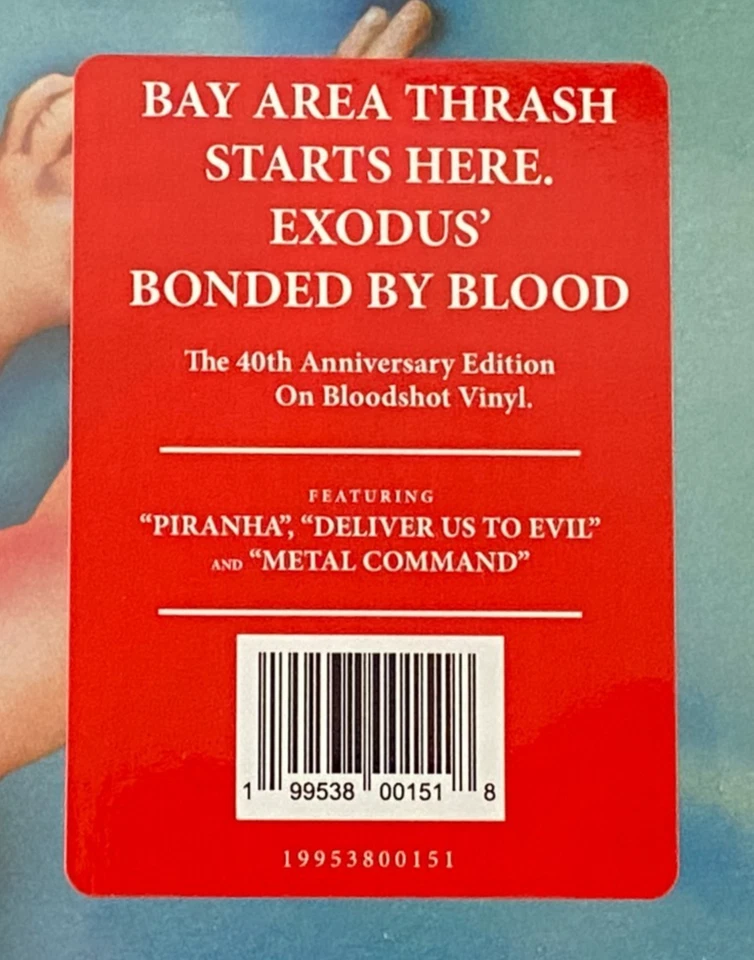 BAY AREA THRASH
STARTS HERE.
EXODUS’
BONDED BY BLOOD
The 40th Anniversary Edition
On Bloodshot Vinyl.
FEATURING
“PIRANHA”, “DELIVER US TO EVIL”
AND “METAL COMMAND”
1 99538 00151 8
19953800151